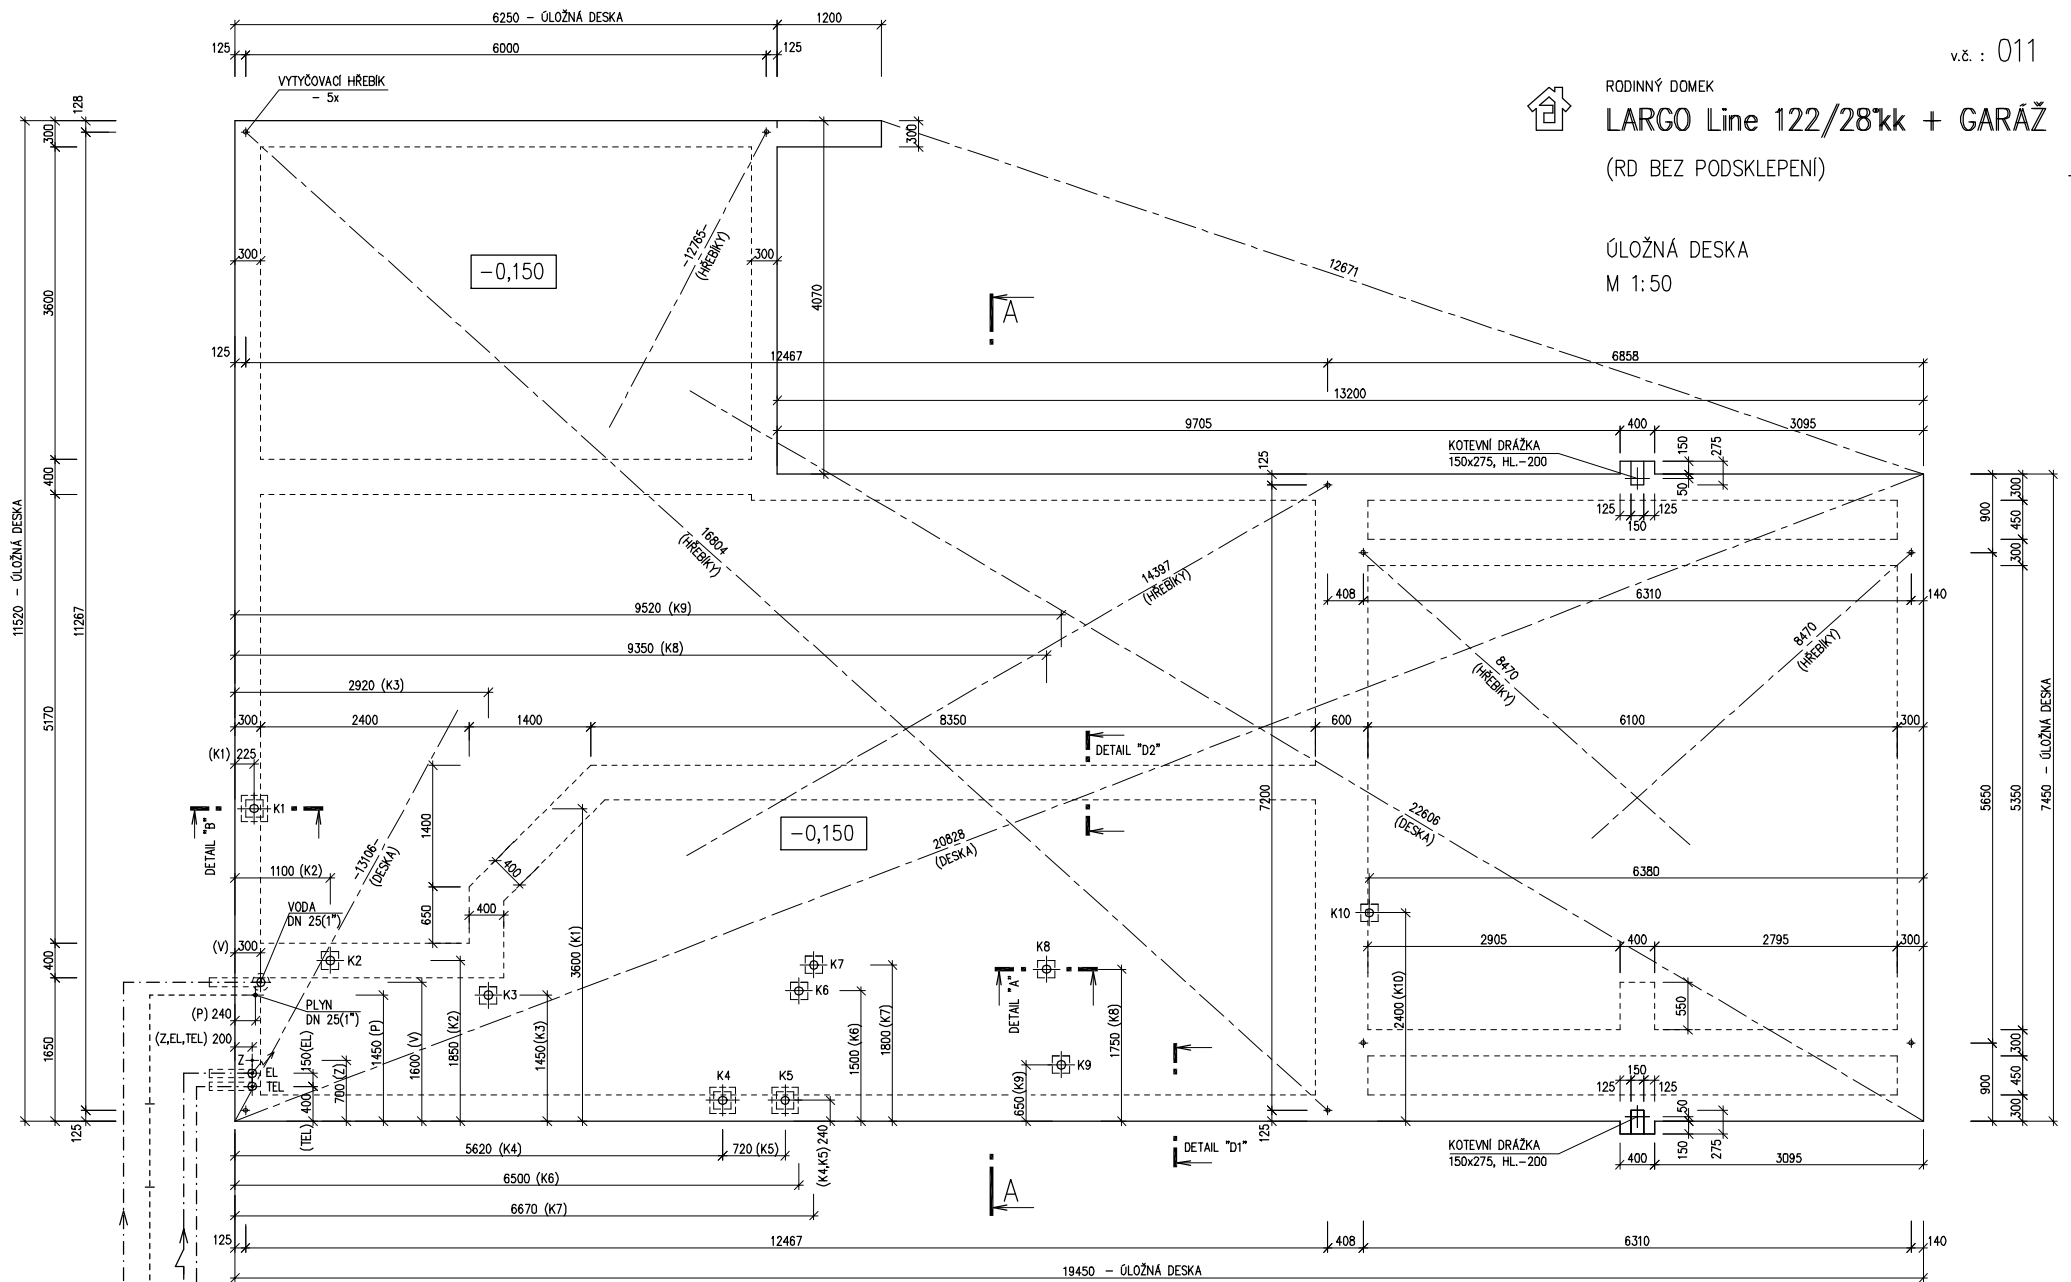 6250 – ÚLOŽNÁ DESKA
1200
125
6000
125
v.č. : 011
VYTYČOVACÍ HŘEBÍK
– 5x
RODINNÝ DOMEK
LARGO Line 122/28°kk + GARÁŽ
(RD BEZ PODSKLEPENÍ)
ÚLOŽNÁ DESKA
M 1:50
128
300
300
3600
400
5170
400
1650
125
11520 – ÚLOŽNÁ DESKA
11267
300
–0,150
–12765–
(HŘEBÍKY)
300
4070
A
12671
125
12467
6858
13200
9705
400
3095
KOTEVNÍ DRÁŽKA
150x275, HL.–200
150
275
50
125
125
150
125
16804
(HŘEBÍKY)
14397
(HŘEBÍKY)
300
450
300
900
408
6310
140
9520 (K9)
9350 (K8)
2920 (K3)
8470
(HŘEBÍKY)
8470
(HŘEBÍKY)
300
2400
1400
8350
600
6100
300
(K1) 225
DETAIL "D2"
K1
DETAIL "B"
1400
400
–13106–
(DESKA)
–0,150
7200
20828
(DESKA)
22606
(DESKA)
5650
5350
7450 – ÚLOŽNÁ DESKA
1100 (K2)
6380
650
400
3600 (K1)
VODA
DN 25(1")
(V)
300
K2
K3
K7
K6
K8
K10
2905
400
2795
300
PLYN
DN 25(1")
(P) 240
(Z,EL,TEL) 200
Z
EL
TEL
150(EL)
(TEL) 400
700 (Z)
1450 (P)
1600 (V)
1850 (K2)
1450(K3)
K4
K5
1500 (K6)
1800 (K7)
DETAIL "A"
K9
650 (K9)
1750 (K8)
2400 (K10)
550
300
450
300
900
150
125
125
50
150
275
125
5620 (K4)
720 (K5)
(K4,K5) 240
DETAIL "D1"
KOTEVNÍ DRÁŽKA
150x275, HL.–200
400
3095
6500 (K6)
A
6670 (K7)
125
12467
408
6310
140
19450 – ÚLOŽNÁ DESKA